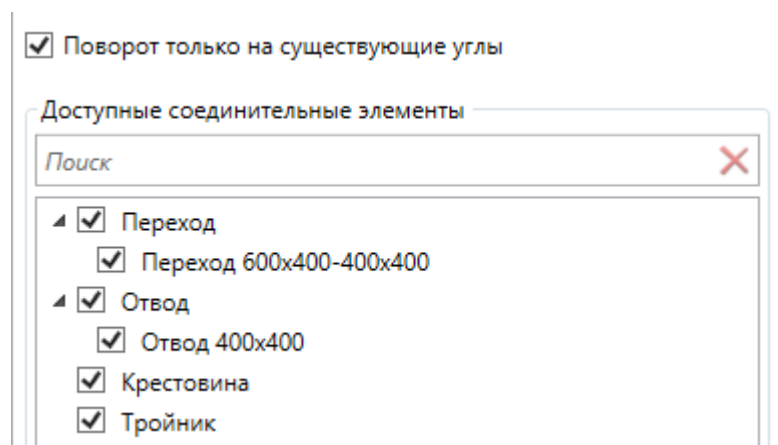 Поворот только на существующие углы
Доступные соединительные элементы
Поиск
Переход
Переход 600x400-400x400
Отвод
Отвод 400x400
Крестовина
Тройник